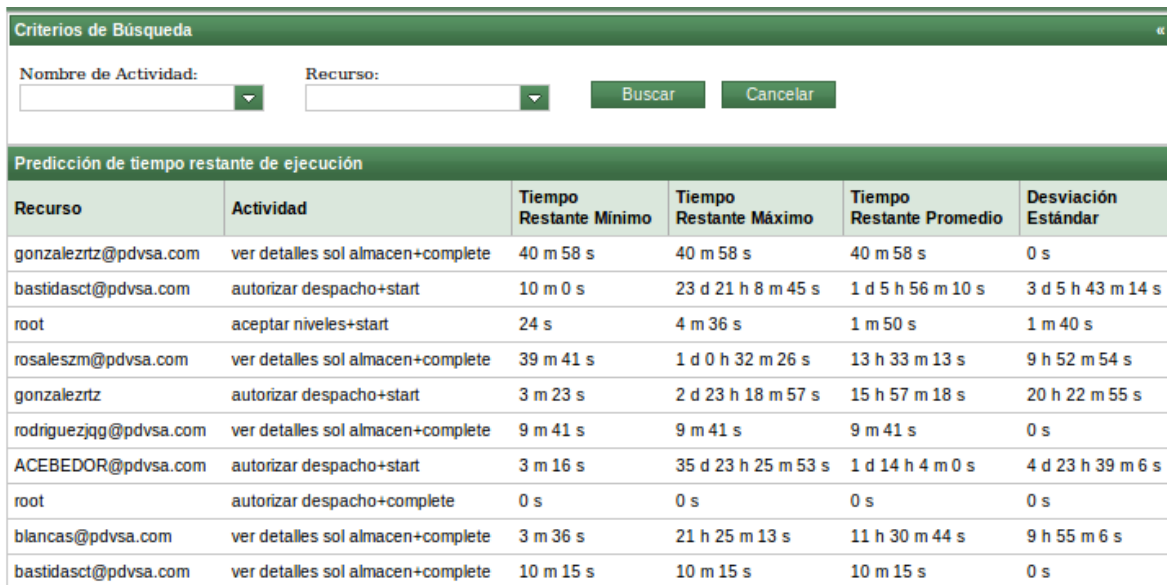 Criterios de Búsqueda «
Nombre de Actividad: Recurso:
Buscar Cancelar
Predicción de tiempo restante de ejecución
Recurso Actividad Tiempo Restante Mínimo Tiempo Restante Máximo Tiempo Restante Promedio Desviación Estándar
gonzalezrtz@pdvsa.com ver detalles sol almacen+complete 40 m 58 s 40 m 58 s 40 m 58 s 0 s
bastidasct@pdvsa.com autorizar despacho+start 10 m 0 s 23 d 21 h 8 m 45 s 1 d 5 h 56 m 10 s 3 d 5 h 43 m 14 s
root aceptar niveles+start 24 s 4 m 36 s 1 m 50 s 1 m 40 s
rosaleszm@pdvsa.com ver detalles sol almacen+complete 39 m 41 s 1 d 0 h 32 m 26 s 13 h 33 m 13 s 9 h 52 m 54 s
gonzalezrtz autorizar despacho+start 3 m 23 s 2 d 23 h 18 m 57 s 15 h 57 m 18 s 20 h 22 m 55 s
rodriguezjqg@pdvsa.com ver detalles sol almacen+complete 9 m 41 s 9 m 41 s 9 m 41 s 0 s
ACEBEDOR@pdvsa.com autorizar despacho+start 3 m 16 s 35 d 23 h 25 m 53 s 1 d 14 h 4 m 0 s 4 d 23 h 39 m 6 s
root autorizar despacho+complete 0 s 0 s 0 s 0 s
blancas@pdvsa.com ver detalles sol almacen+complete 3 m 36 s 21 h 25 m 13 s 11 h 30 m 44 s 9 h 55 m 6 s
bastidasct@pdvsa.com ver detalles sol almacen+complete 10 m 15 s 10 m 15 s 10 m 15 s 0 s